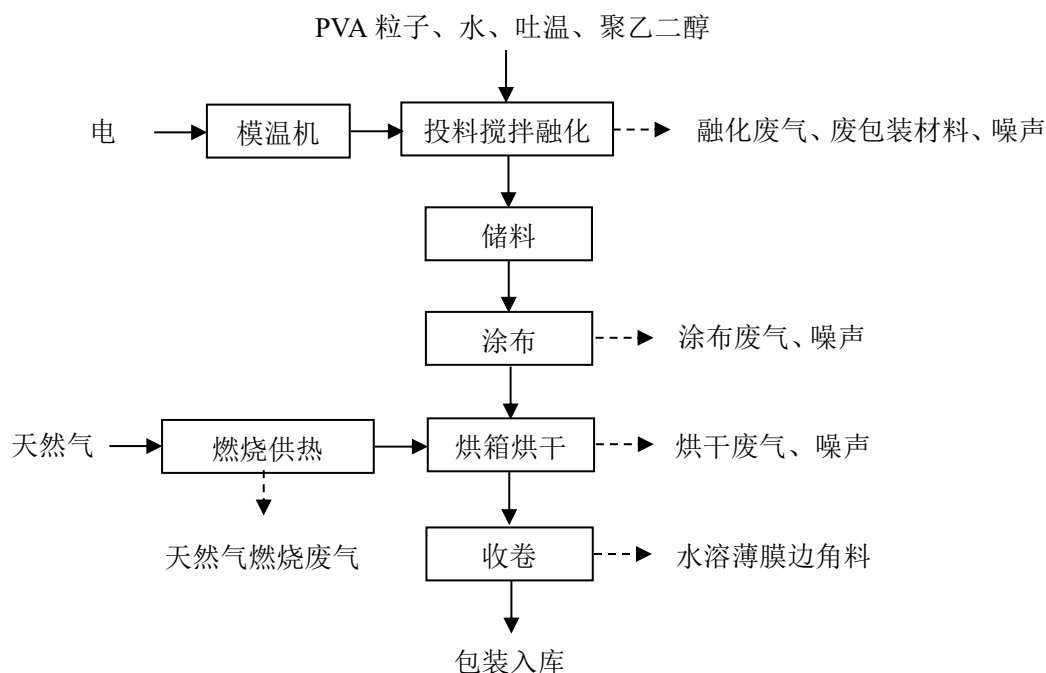 PVA 粒子、水、吐温、聚乙二醇
电
模温机
投料搅拌融化
融化废气、废包装材料、噪声
储料
涂布
涂布废气、噪声
天然气
燃烧供热
烘箱烘干
烘干废气、噪声
天然气燃烧废气
收卷
水溶薄膜边角料
包装入库